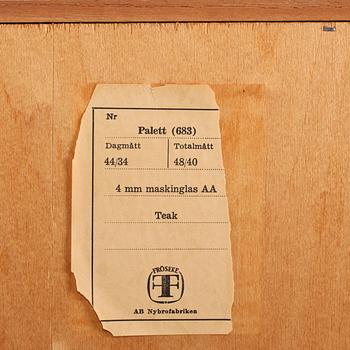 Nr
Palett (683)
Dagmått Totalmått
44/34 48/40
4 mm maskinglas AA
Teak
FRÖSEKE
F
AB Nybrofabriken